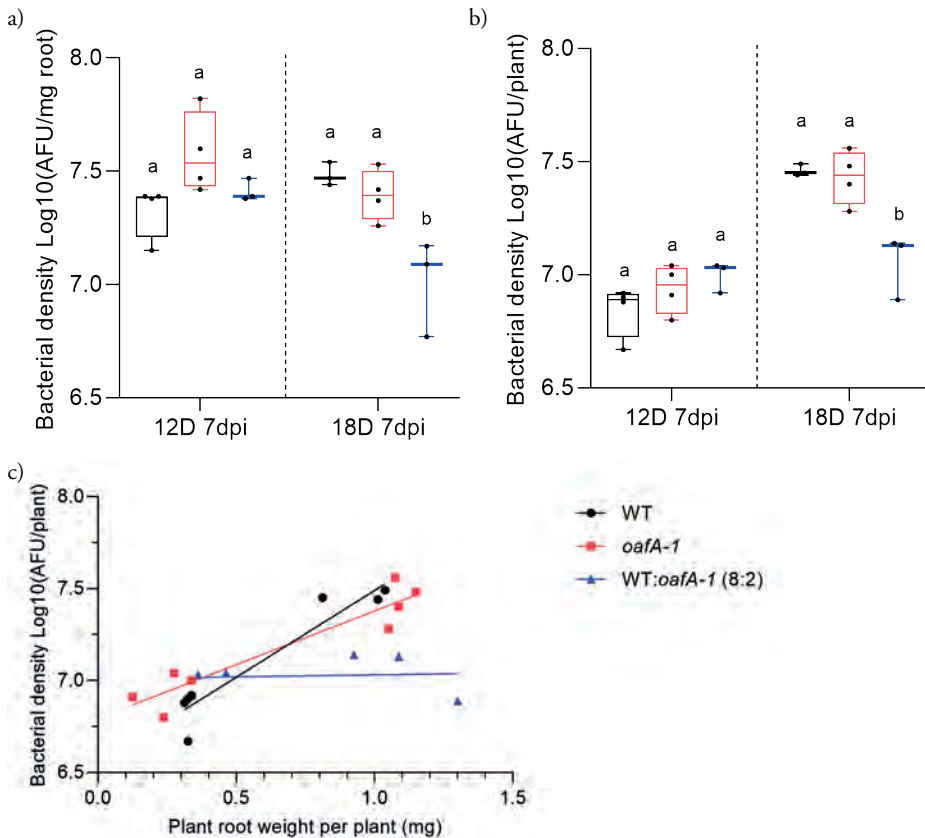 a)
Bacterial density Log10(AFU/mg root)
8.0
7.5
7.0
6.5
a
a
a
a
a
b
12D 7dpi
18D 7dpi
b)
Bacterial density Log10(AFU/plant)
8.0
7.5
7.0
6.5
a
a
a
a
a
b
12D 7dpi
18D 7dpi
c)
Bacterial density Log10(AFU/plant)
8.0
7.5
7.0
6.5
0.0
0.5
1.0
1.5
Plant root weight per plant (mg)
WT
oafA-1
WT:oafA-1 (8:2)